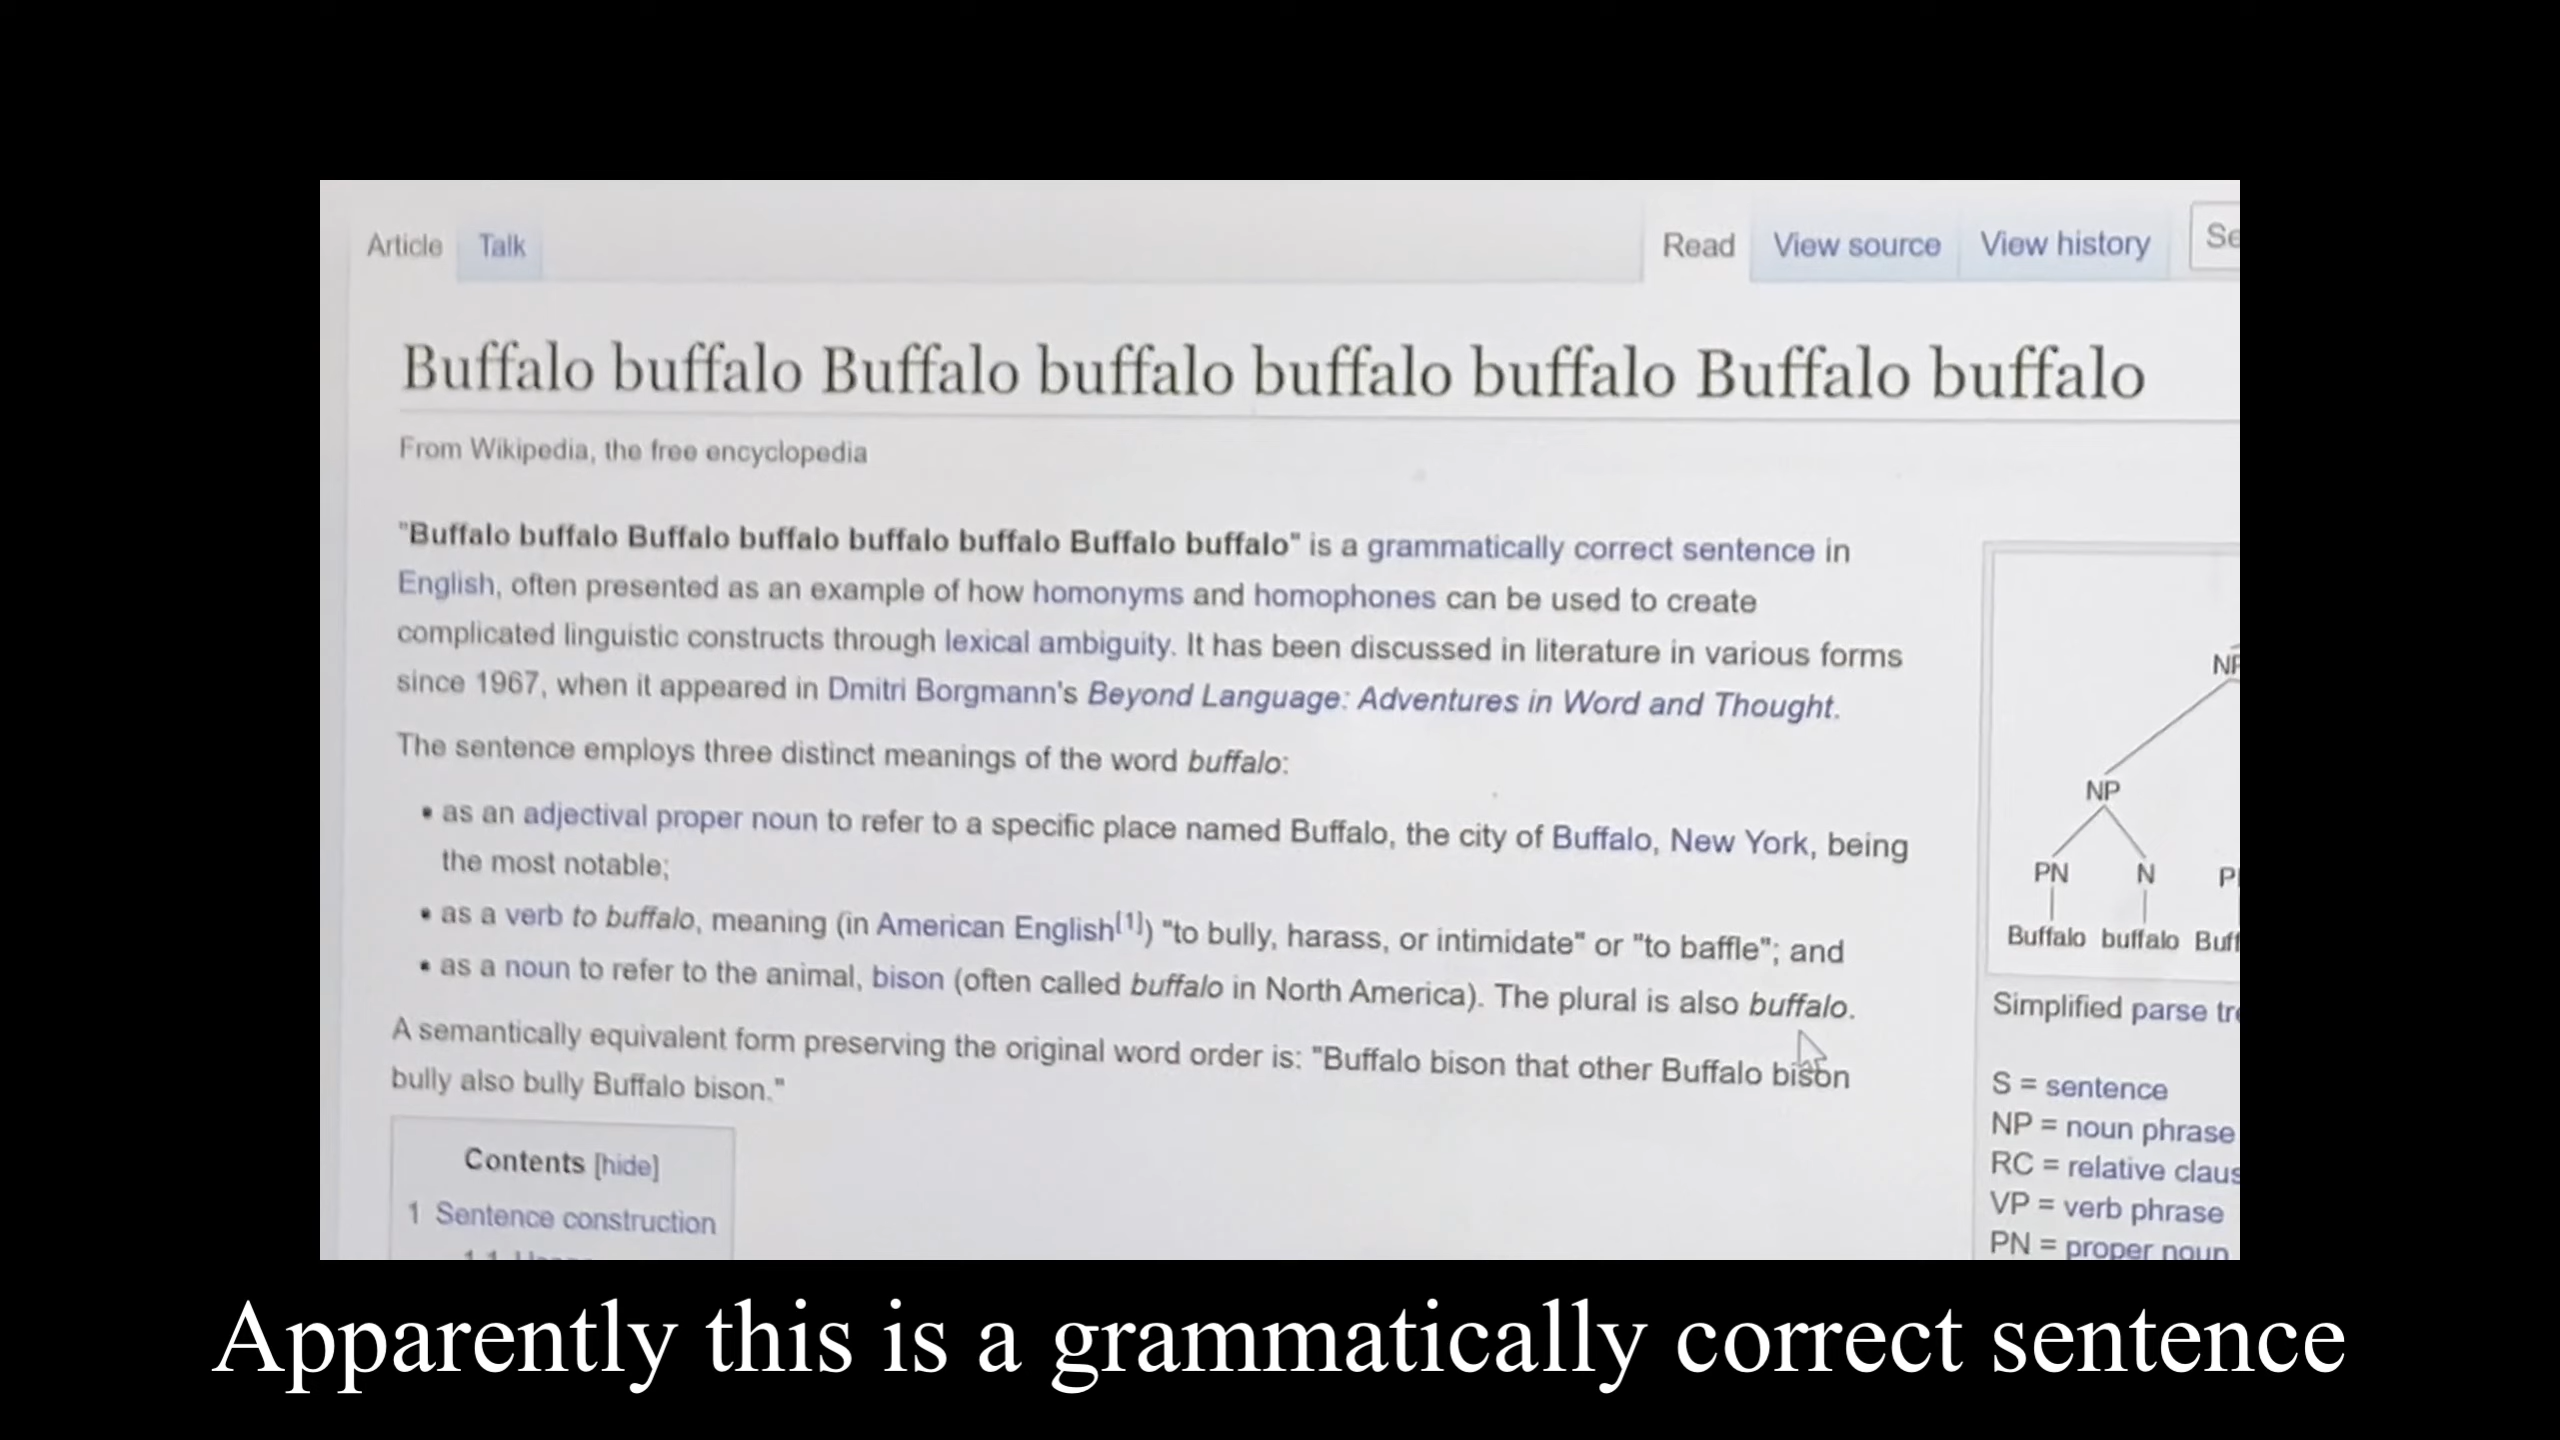 Article Talk Read View source View history Se
Buffalo buffalo Buffalo buffalo buffalo buffalo Buffalo buffalo
From Wikipedia, the free encyclopedia
"Buffalo buffalo Buffalo buffalo buffalo buffalo Buffalo buffalo" is a grammatically correct sentence in
English, often presented as an example of how homonyms and homophones can be used to create
complicated linguistic constructs through lexical ambiguity. It has been discussed in literature in various forms
since 1967, when it appeared in Dmitri Borgmann's Beyond Language: Adventures in Word and Thought.
The sentence employs three distinct meanings of the word buffalo:
• as an adjectival proper noun to refer to a specific place named Buffalo, the city of Buffalo, New York, being
the most notable;
• as a verb to buffalo, meaning (in American English[1]) "to bully, harass, or intimidate" or "to baffle"; and
• as a noun to refer to the animal, bison (often called buffalo in North America). The plural is also buffalo.
A semantically equivalent form preserving the original word order is: "Buffalo bison that other Buffalo bison
bully also bully Buffalo bison."
Contents [hide]
1 Sentence construction
NP
NP
PN N P
Buffalo buffalo Buff
Simplified parse tre
S = sentence
NP = noun phrase
RC = relative claus
VP = verb phrase
PN = proper noun
Apparently this is a grammatically correct sentence